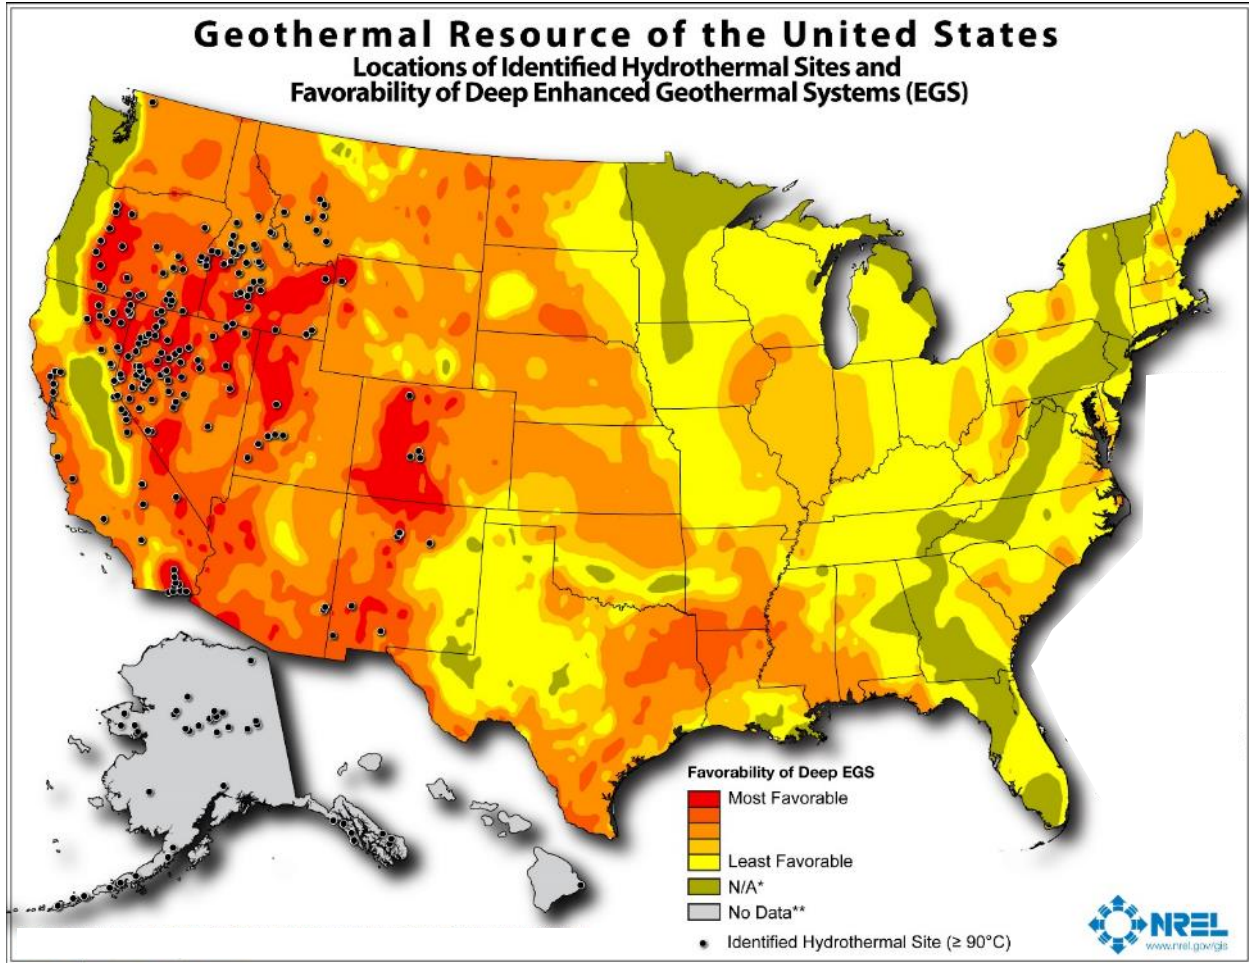 Geothermal Resource of the United States
Locations of Identified Hydrothermal Sites and
Favorability of Deep Enhanced Geothermal Systems (EGS)
Favorability of Deep EGS
Most Favorable
Least Favorable
N/A*
No Data**
Identified Hydrothermal Site (≥ 90°C)
NREL
www.nrel.gov/gis